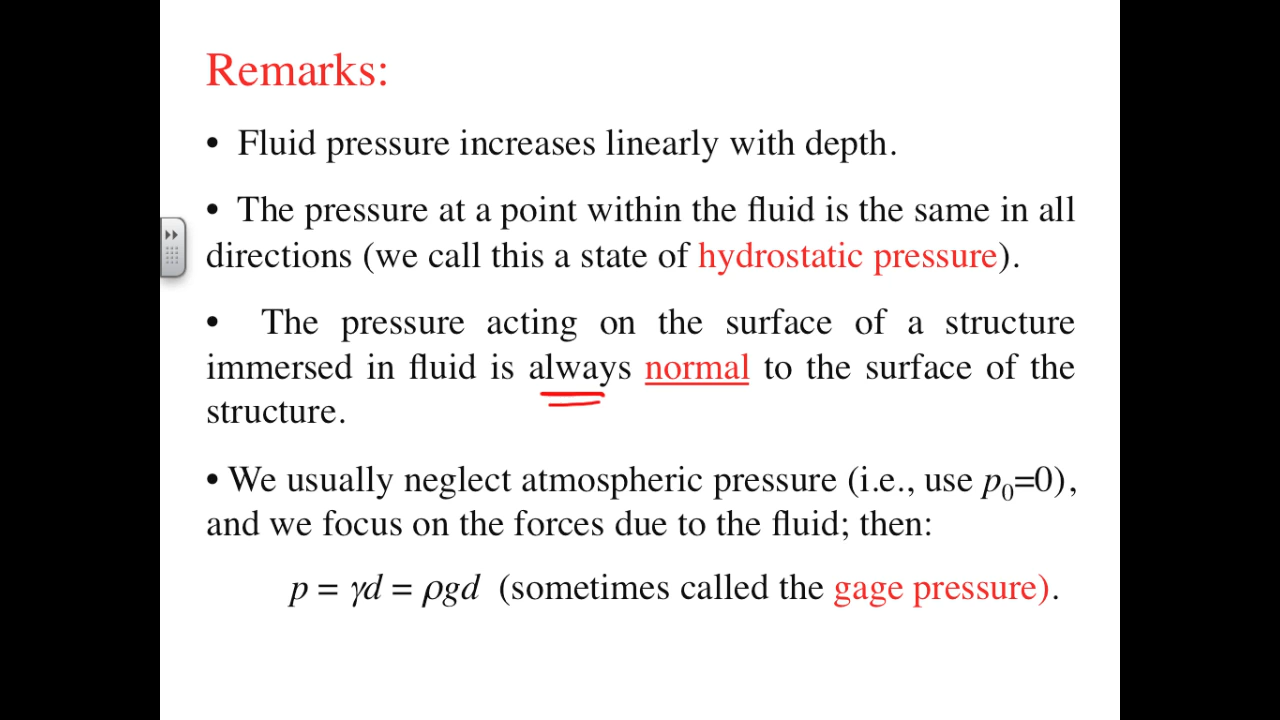 Remarks:
• Fluid pressure increases linearly with depth.
• The pressure at a point within the fluid is the same in all
directions (we call this a state of hydrostatic pressure).
• The pressure acting on the surface of a structure
immersed in fluid is always normal to the surface of the
structure.
• We usually neglect atmospheric pressure (i.e., use p₀=0),
and we focus on the forces due to the fluid; then:
p = γd = ρgd (sometimes called the gage pressure).